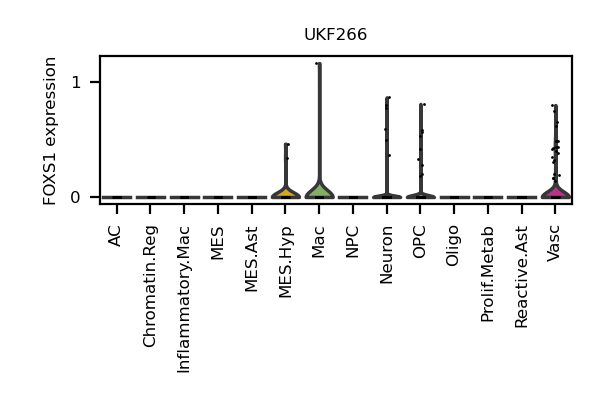 UKF266
FOXS1 expression
1
0
AC
Chromatin.Reg
Inflammatory.Mac
MES
MES.Ast
MES.Hyp
Mac
NPC
Neuron
OPC
Oligo
Prolif.Metab
Reactive.Ast
Vasc